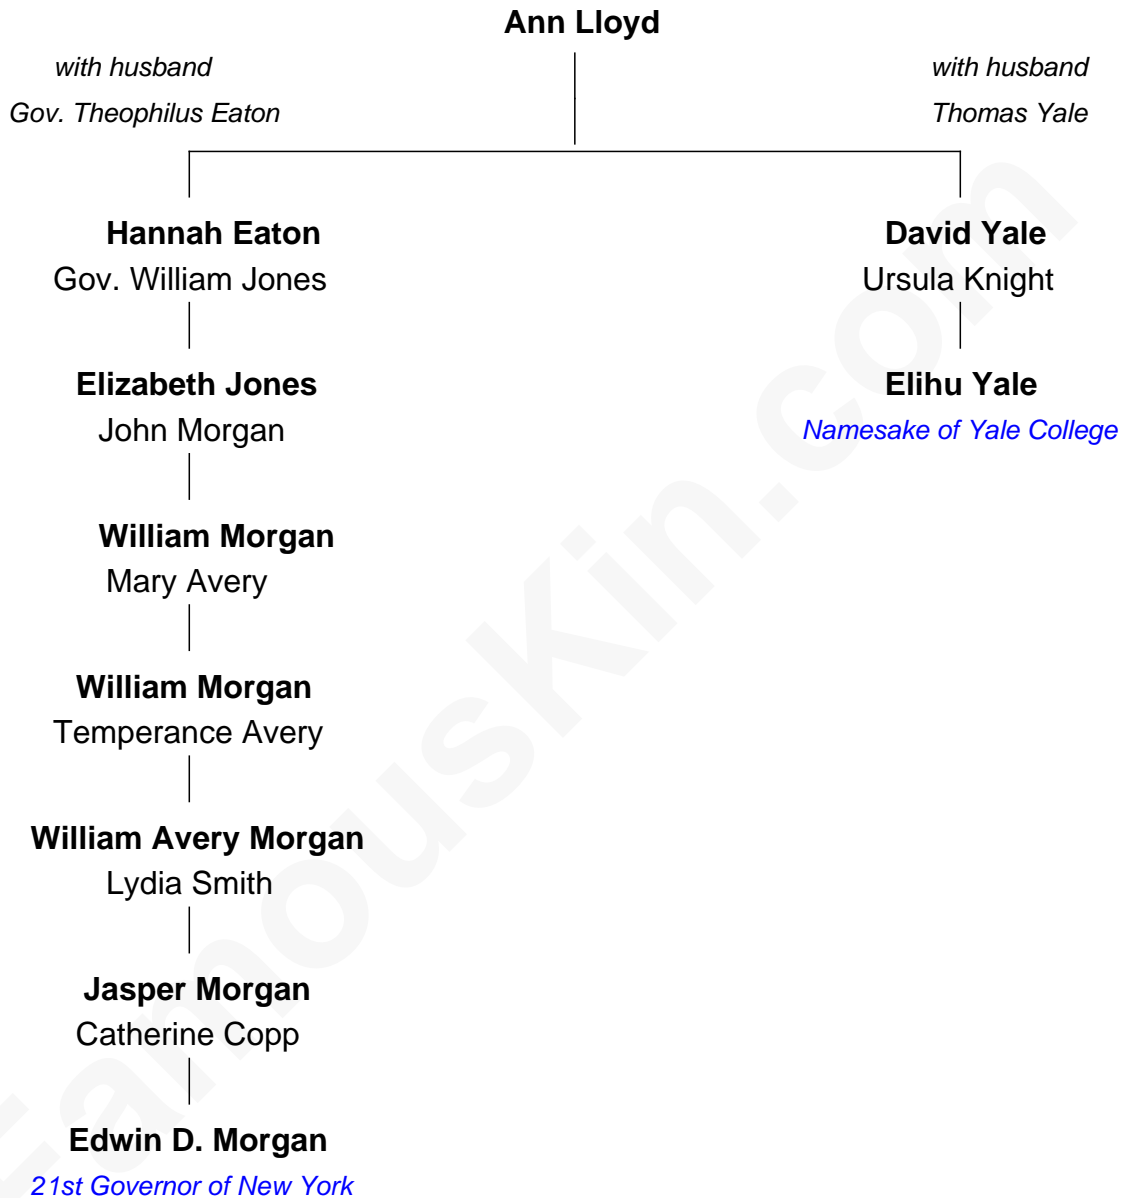 Ann Lloyd
with husband
Gov. Theophilus Eaton
with husband
Thomas Yale
Hannah Eaton
Gov. William Jones
David Yale
Ursula Knight
Elizabeth Jones
John Morgan
Elihu Yale
Namesake of Yale College
William Morgan
Mary Avery
William Morgan
Temperance Avery
William Avery Morgan
Lydia Smith
Jasper Morgan
Catherine Copp
Edwin D. Morgan
21st Governor of New York
FamousKin.com